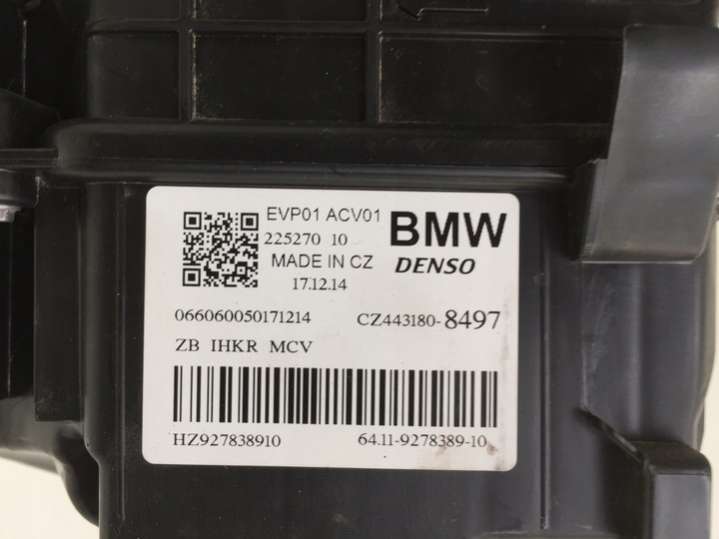 EVP01 ACV01
225270 10
BMW
MADE IN CZ
DENSO
17.12.14
066060050171214
CZ443180-8497
ZB IHKR MCV
HZ927838910
64.11-9278389-10